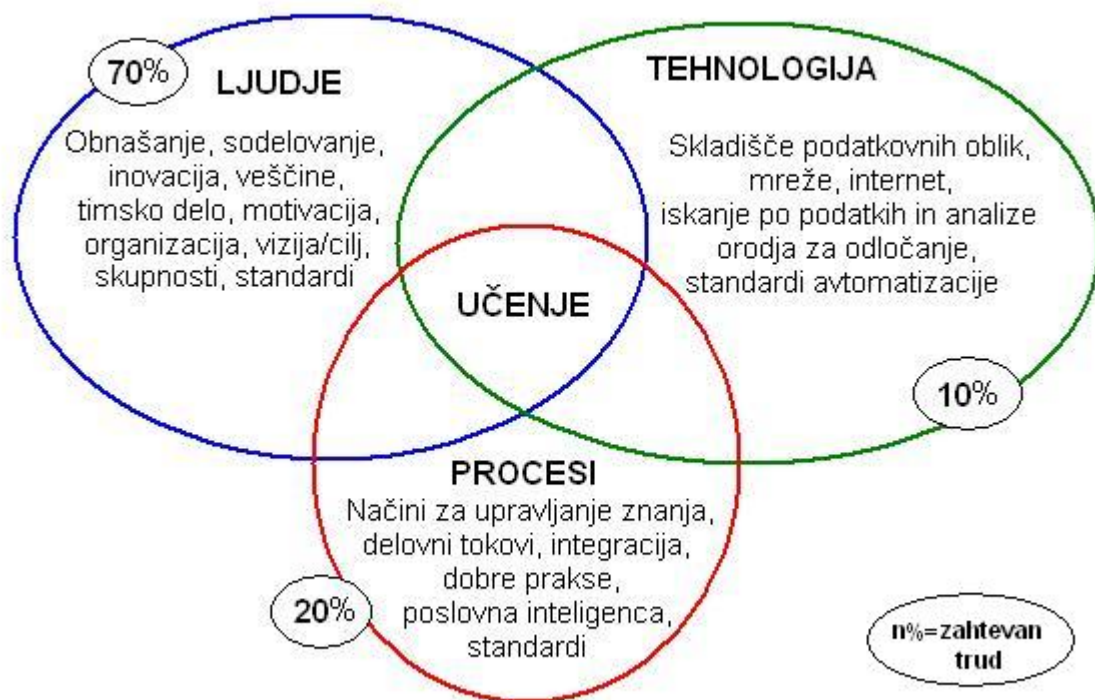 70%
LJUDJE
Obnašanje, sodelovanje,
inovacija, veščine,
timsko delo, motivacija,
organizacija, vizija/cilj,
skupnosti, standardi
TEHNOLOGIJA
Skladišče podatkovnih oblik,
mreže, internet,
iskanje po podatkih in analize
orodja za odločanje,
standardi avtomatizacije
10%
UČENJE
PROCESI
Načini za upravljanje znanja,
delovni tokovi, integracija,
dobre prakse,
poslovna inteligenca,
standardi
20%
n%=zahtevan
trud